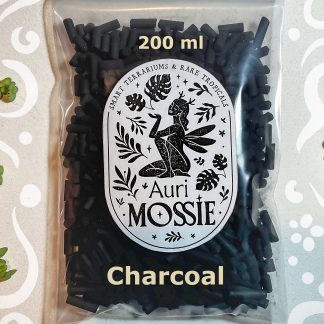 200 ml
SMART TERRARIUMS & RARE TROPICALS
Auri
MOSSIE
Charcoal